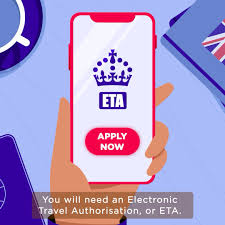 ETA
APPLY
NOW
You will need an Electronic
Travel Authorisation, or ETA.